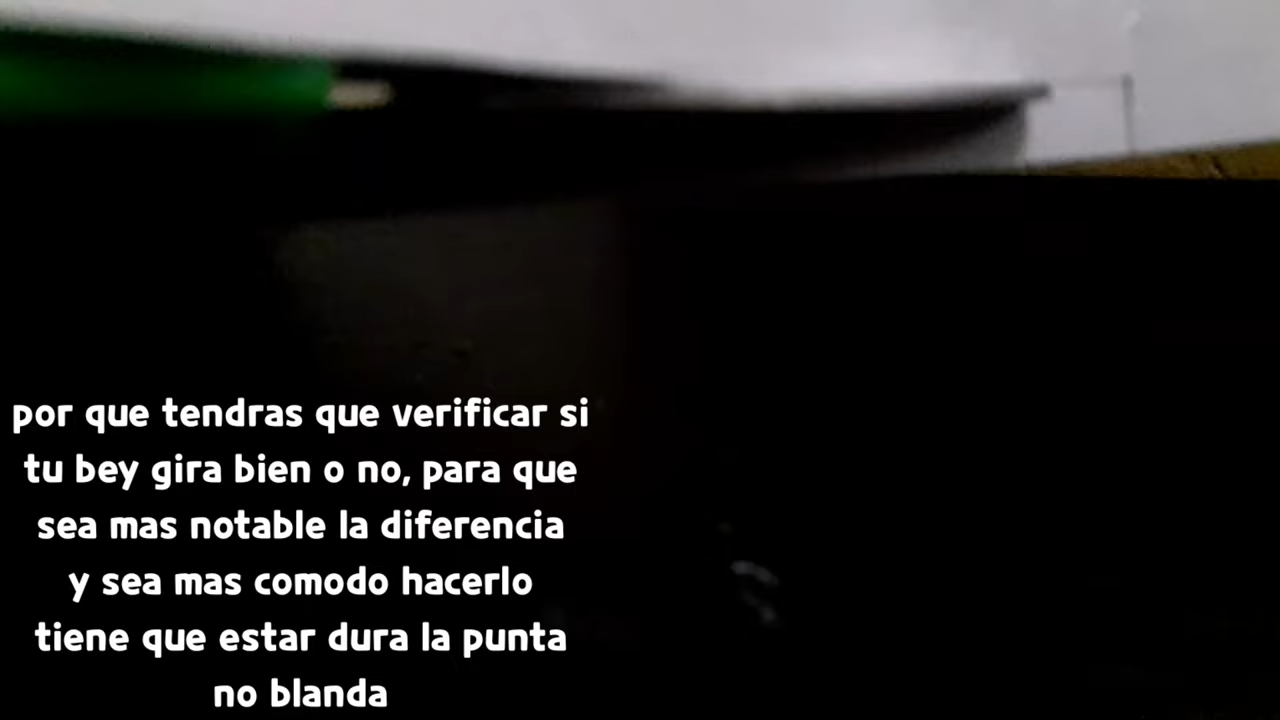 por que tendras que verificar si
tu bey gira bien o no, para que
sea mas notable la diferencia
y sea mas comodo hacerlo
tiene que estar dura la punta
no blanda